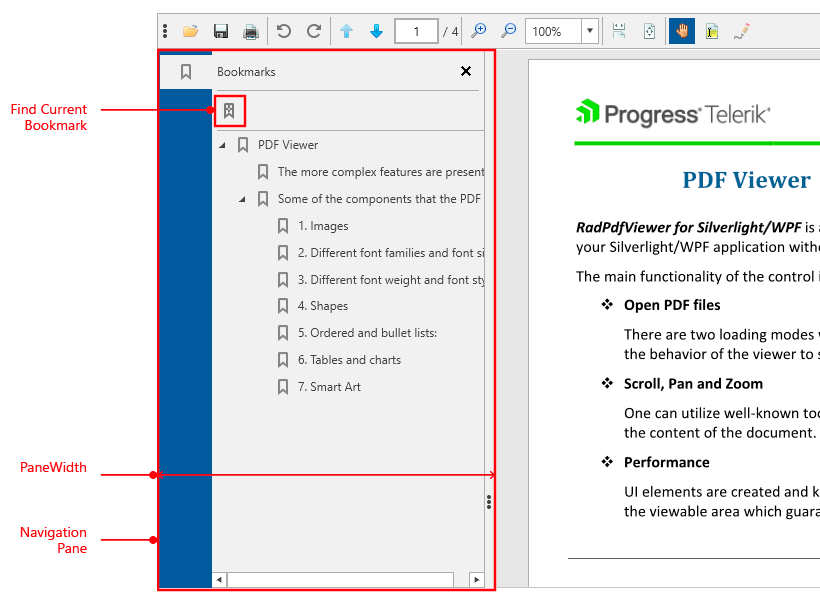 1 / 4 100%
Bookmarks
Find Current
Bookmark
PDF Viewer
The more complex features are present
Some of the components that the PDF
1. Images
2. Different font families and font si
3. Different font weight and font sty
4. Shapes
5. Ordered and bullet lists:
6. Tables and charts
7. Smart Art
PaneWidth
Navigation
Pane
Progress® Telerik®
PDF Viewer
RadPdfViewer for Silverlight/WPF is a
your Silverlight/WPF application witho
The main functionality of the control i
❖ Open PDF files
There are two loading modes w
the behavior of the viewer to s
❖ Scroll, Pan and Zoom
One can utilize well-known too
the content of the document.
❖ Performance
UI elements are created and k
the viewable area which guara